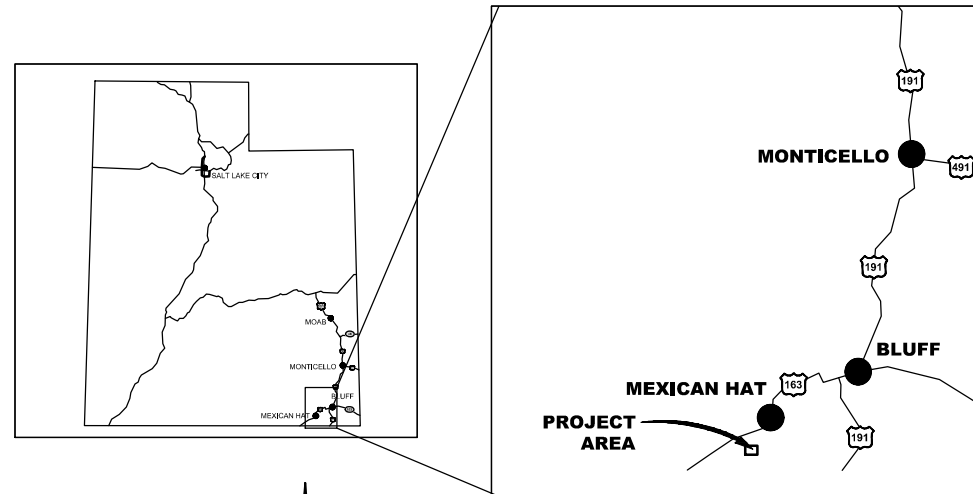 SALT LAKE CITY
MOAB
MONTICELLO
BLUFF
MEXICAN HAT
191
MONTICELLO
491
191
BLUFF
MEXICAN HAT
163
PROJECT
AREA
191